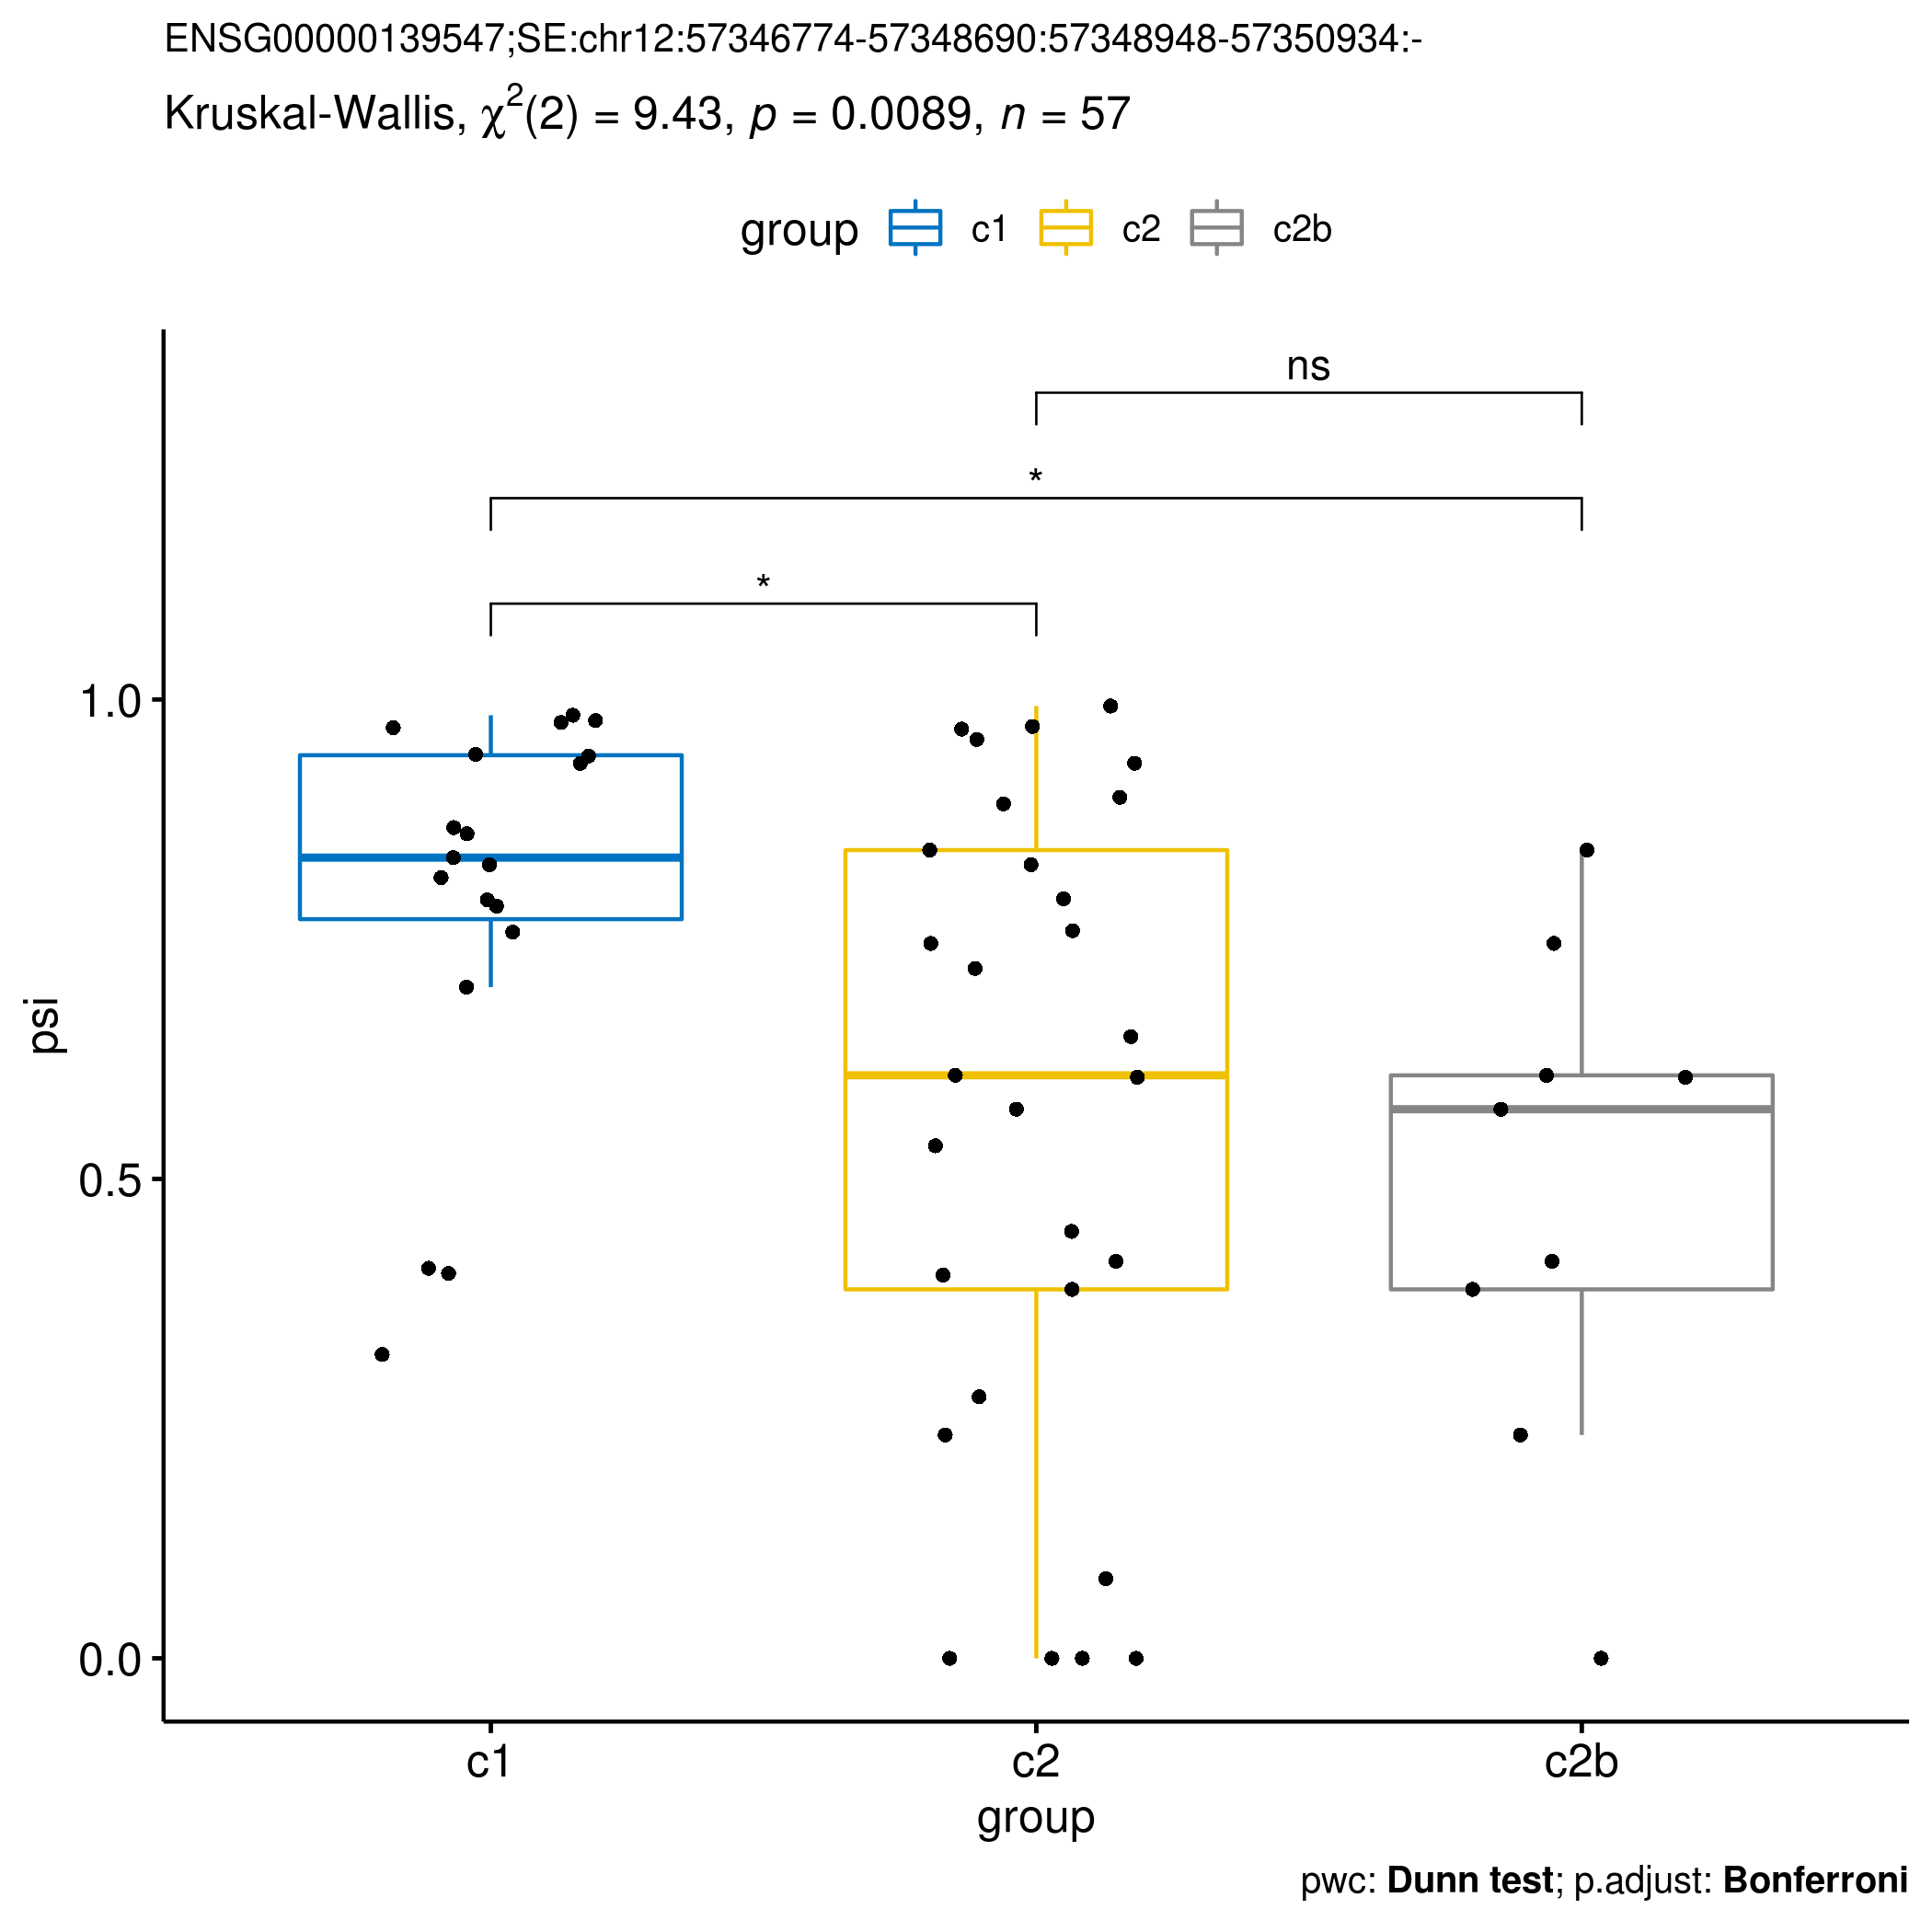 ENSG00000139547;SE:chr12:57346774-57348690:57348948-57350934:-
Kruskal-Wallis, χ²(2) = 9.43, p = 0.0089, n = 57
group c1 c2 c2b
ns
*
*
1.0
0.5
0.0
psi
c1 c2 c2b
group
pwc: Dunn test; p.adjust: Bonferroni